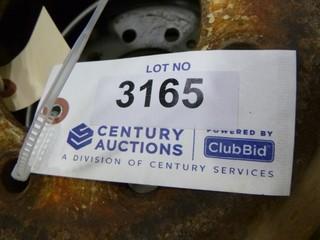 LOT NO
3165
CENTURY
AUCTIONS
A DIVISION OF CENTURY SERVICES
POWERED BY
ClubBid